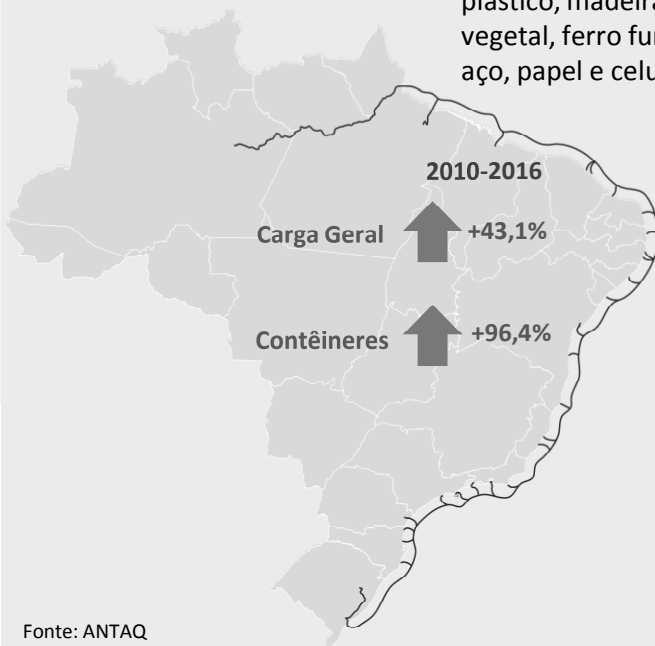 plástico, madeira
vegetal, ferro
aço, papel e
2010-2016
Carga Geral +43,1%
Contêineres +96,4%
Fonte: ANTAQ